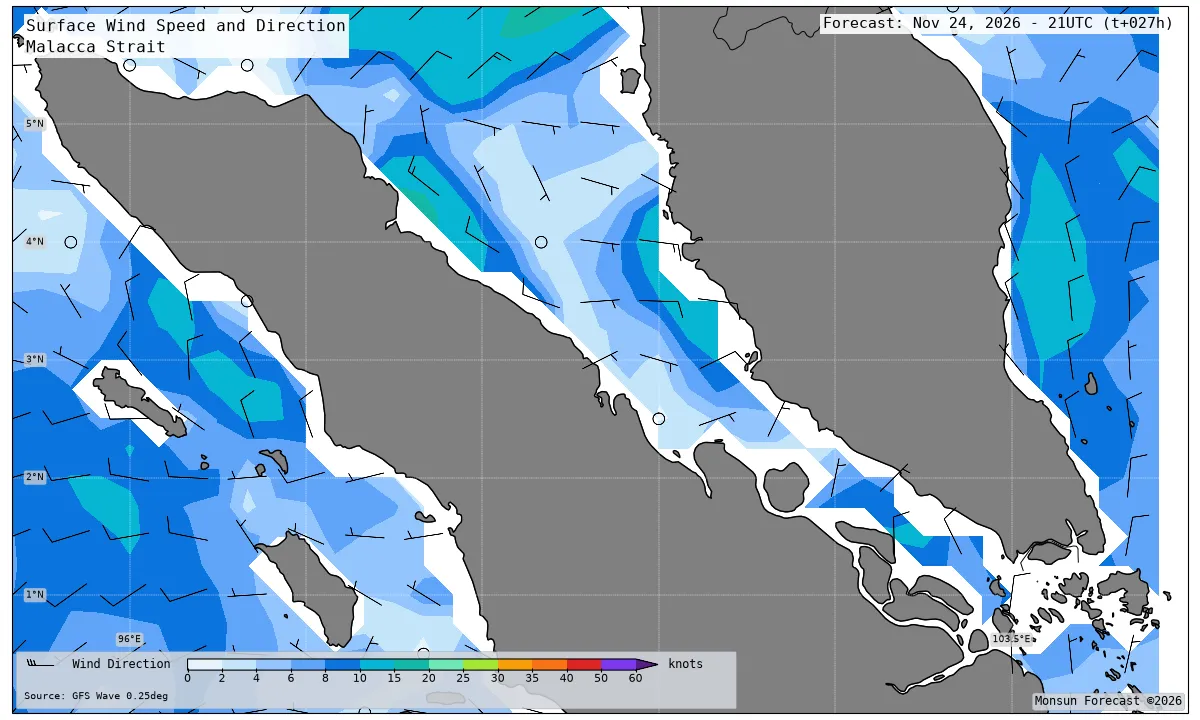 Surface Wind Speed and Direction
Malacca Strait
Forecast: Nov 24, 2026 - 21UTC (t+027h)
5°N
4°N
3°N
2°N
1°N
96°E
103.5°E
Wind Direction
0 2 4 6 8 10 15 20 25 30 35 40 50 60
knots
Source: GFS Wave 0.25deg
Monsun Forecast ©2026